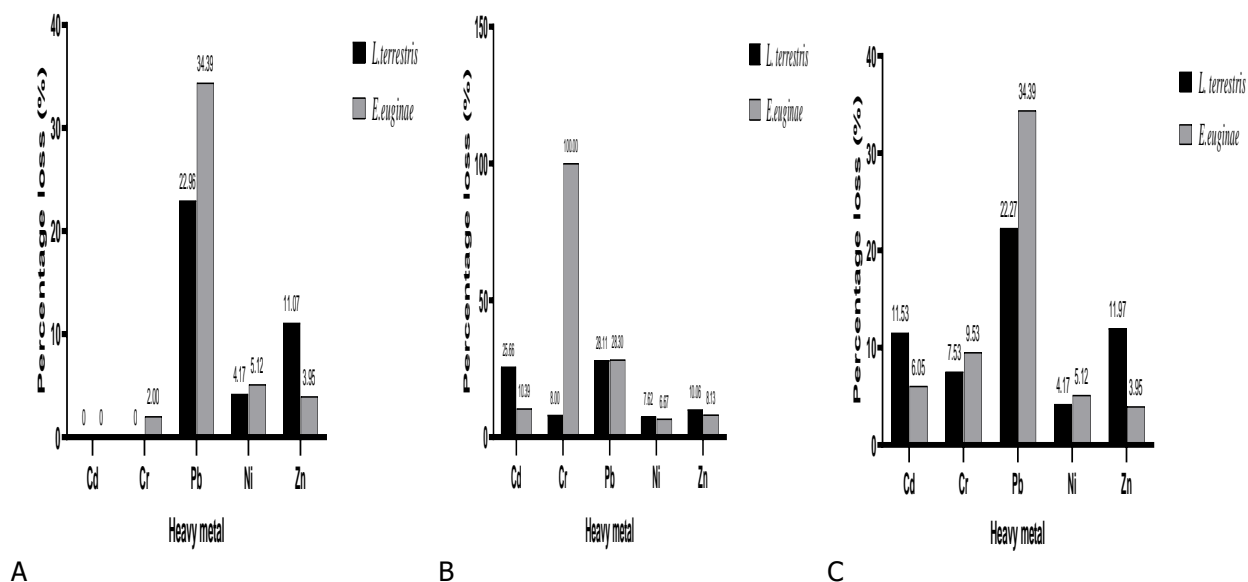 40
30
20
10
0
Percentage loss (%)
0
0
0
2.00
22.96
34.39
4.17
5.12
11.07
3.95
Cd
Cr
Pb
Ni
Zn
Heavy metal
L.terrestris
E.euginae
A
150
100
50
0
Percentage loss (%)
25.66
10.39
8.00
100.00
28.11
28.30
7.62
6.67
10.06
8.13
Cd
Cr
Pb
Ni
Zn
Heavy metal
L. terrestris
E.euginae
B
40
30
20
10
0
Percentage loss (%)
11.53
6.05
7.53
9.53
22.27
34.39
4.17
5.12
11.97
3.95
Cd
Cr
Pb
Ni
Zn
Heavy metal
L. terrestris
E.euginae
C